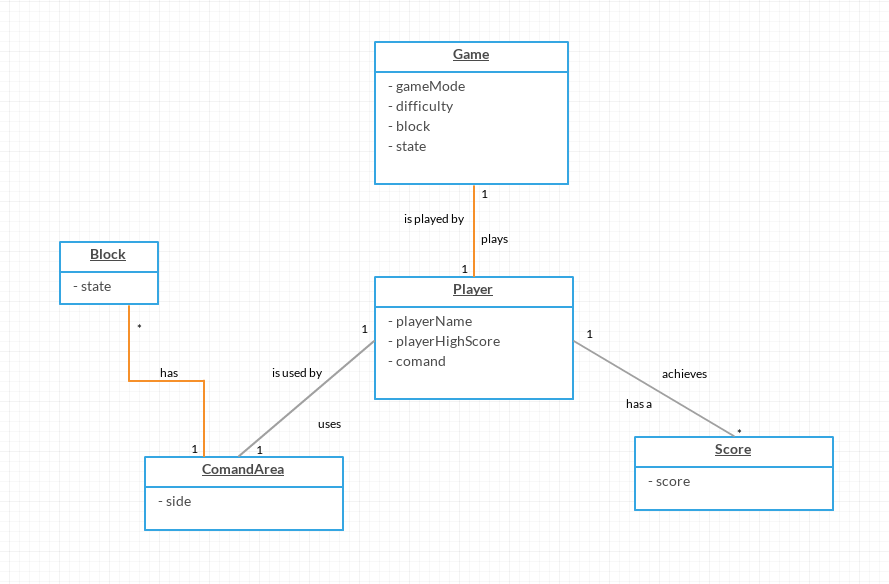 Game
- gameMode
- difficulty
- block
- state
1
is played by
plays
1
Block
- state
*
has
1
Player
- playerName
- playerHighScore
- comand
1
is used by
uses
1
ComandArea
- side
1
achieves
has a
*
Score
- score